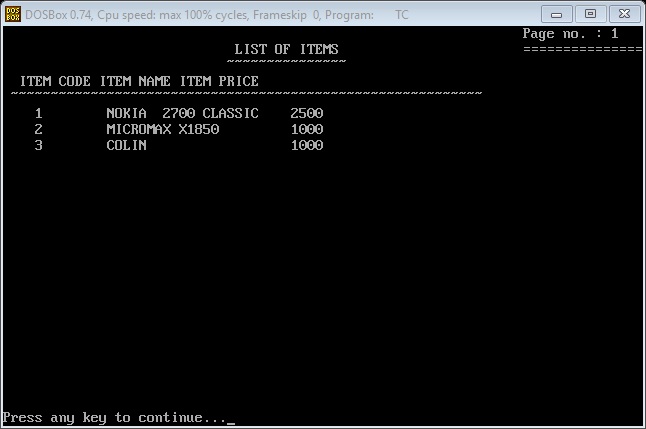 DOS BOX DOSBox 0.74, Cpu speed: max 100% cycles, Frameskip 0, Program: TC
Page no. : 1
===============
LIST OF ITEMS
~~~~~~~~~~~~~~~
ITEM CODE ITEM NAME ITEM PRICE
~~~~~~~~~~~~~~~~~~~~~~~~~~~~~~~~~~~~~~~~~~~~~~~~~~~~~~~~~~~
1 NOKIA 2700 CLASSIC 2500
2 MICROMAX X1850 1000
3 COLIN 1000
Press any key to continue..._